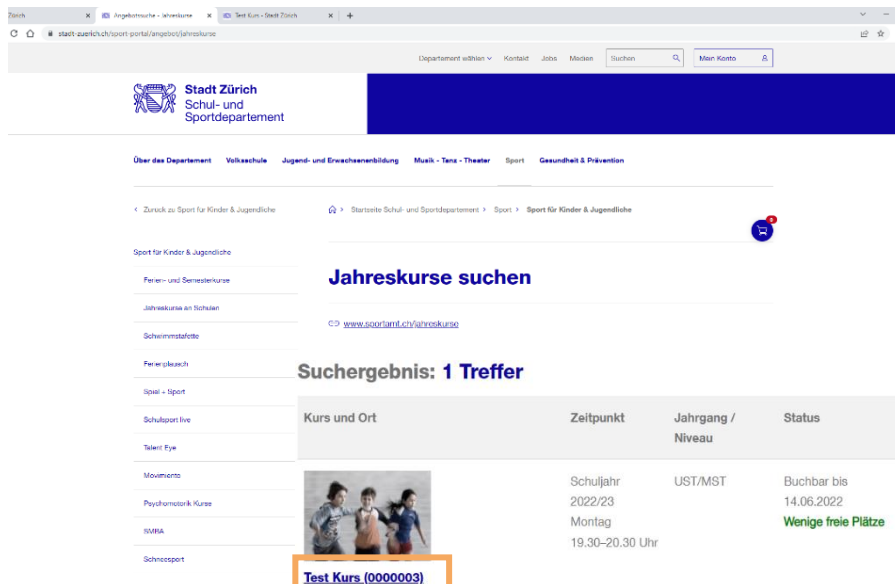 Zürich
Angebotssuche - Jahreskurse
Test Kurs - Stadt Zürich
stadt-zuerich.ch/sport-portal/angebot/jahreskurse
Departement wählen Kontakt Jobs Medien Suchen Mein Konto
Stadt Zürich
Schul- und
Sportdepartement
Über das Departement Volksschule Jugend- und Erwachsenenbildung Musik - Tanz - Theater Sport Gesundheit & Prävention
Zurück zu Sport für Kinder & Jugendliche
Startseite Schul- und Sportdepartement Sport Sport für Kinder & Jugendliche
0
Sport für Kinder & Jugendliche
Ferien- und Semesterkurse
Jahreskurse an Schulen
Schwimmstafette
Ferienplausch
Spiel + Sport
Schulsport live
Talent Eye
Movimiento
Psychomotorik Kurse
SMBA
Schneesport
Jahreskurse suchen
www.sportamt.ch/jahreskurse
Suchergebnis: 1 Treffer
Kurs und Ort Zeitpunkt Jahrgang / Status
Niveau
Schuljahr UST/MST Buchbar bis
2022/23 14.06.2022
Montag Wenige freie Plätze
19.30–20.30 Uhr
Test Kurs (0000003)